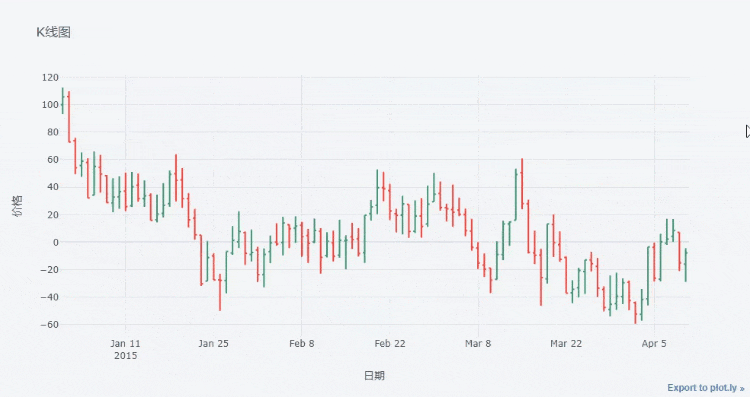 K线图
价格
120
100
80
60
40
20
0
−20
−40
−60
Jan 11 Jan 25 Feb 8 Feb 22 Mar 8 Mar 22 Apr 5
2015
日期
Export to plot.ly »